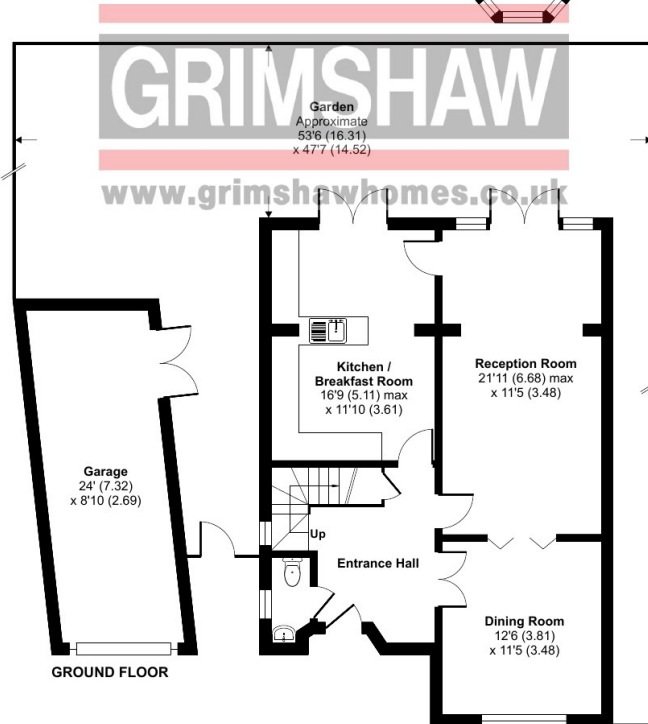 GRIMSHAW
Garden
Approximate
53'6 (16.31)
x 47'7 (14.52)
www.grimshawhomes.co.uk
Kitchen /
Breakfast Room
16'9 (5.11) max
x 11'10 (3.61)
Reception Room
21'11 (6.68) max
x 11'5 (3.48)
Garage
24' (7.32)
x 8'10 (2.69)
Up
Entrance Hall
Dining Room
12'6 (3.81)
x 11'5 (3.48)
GROUND FLOOR